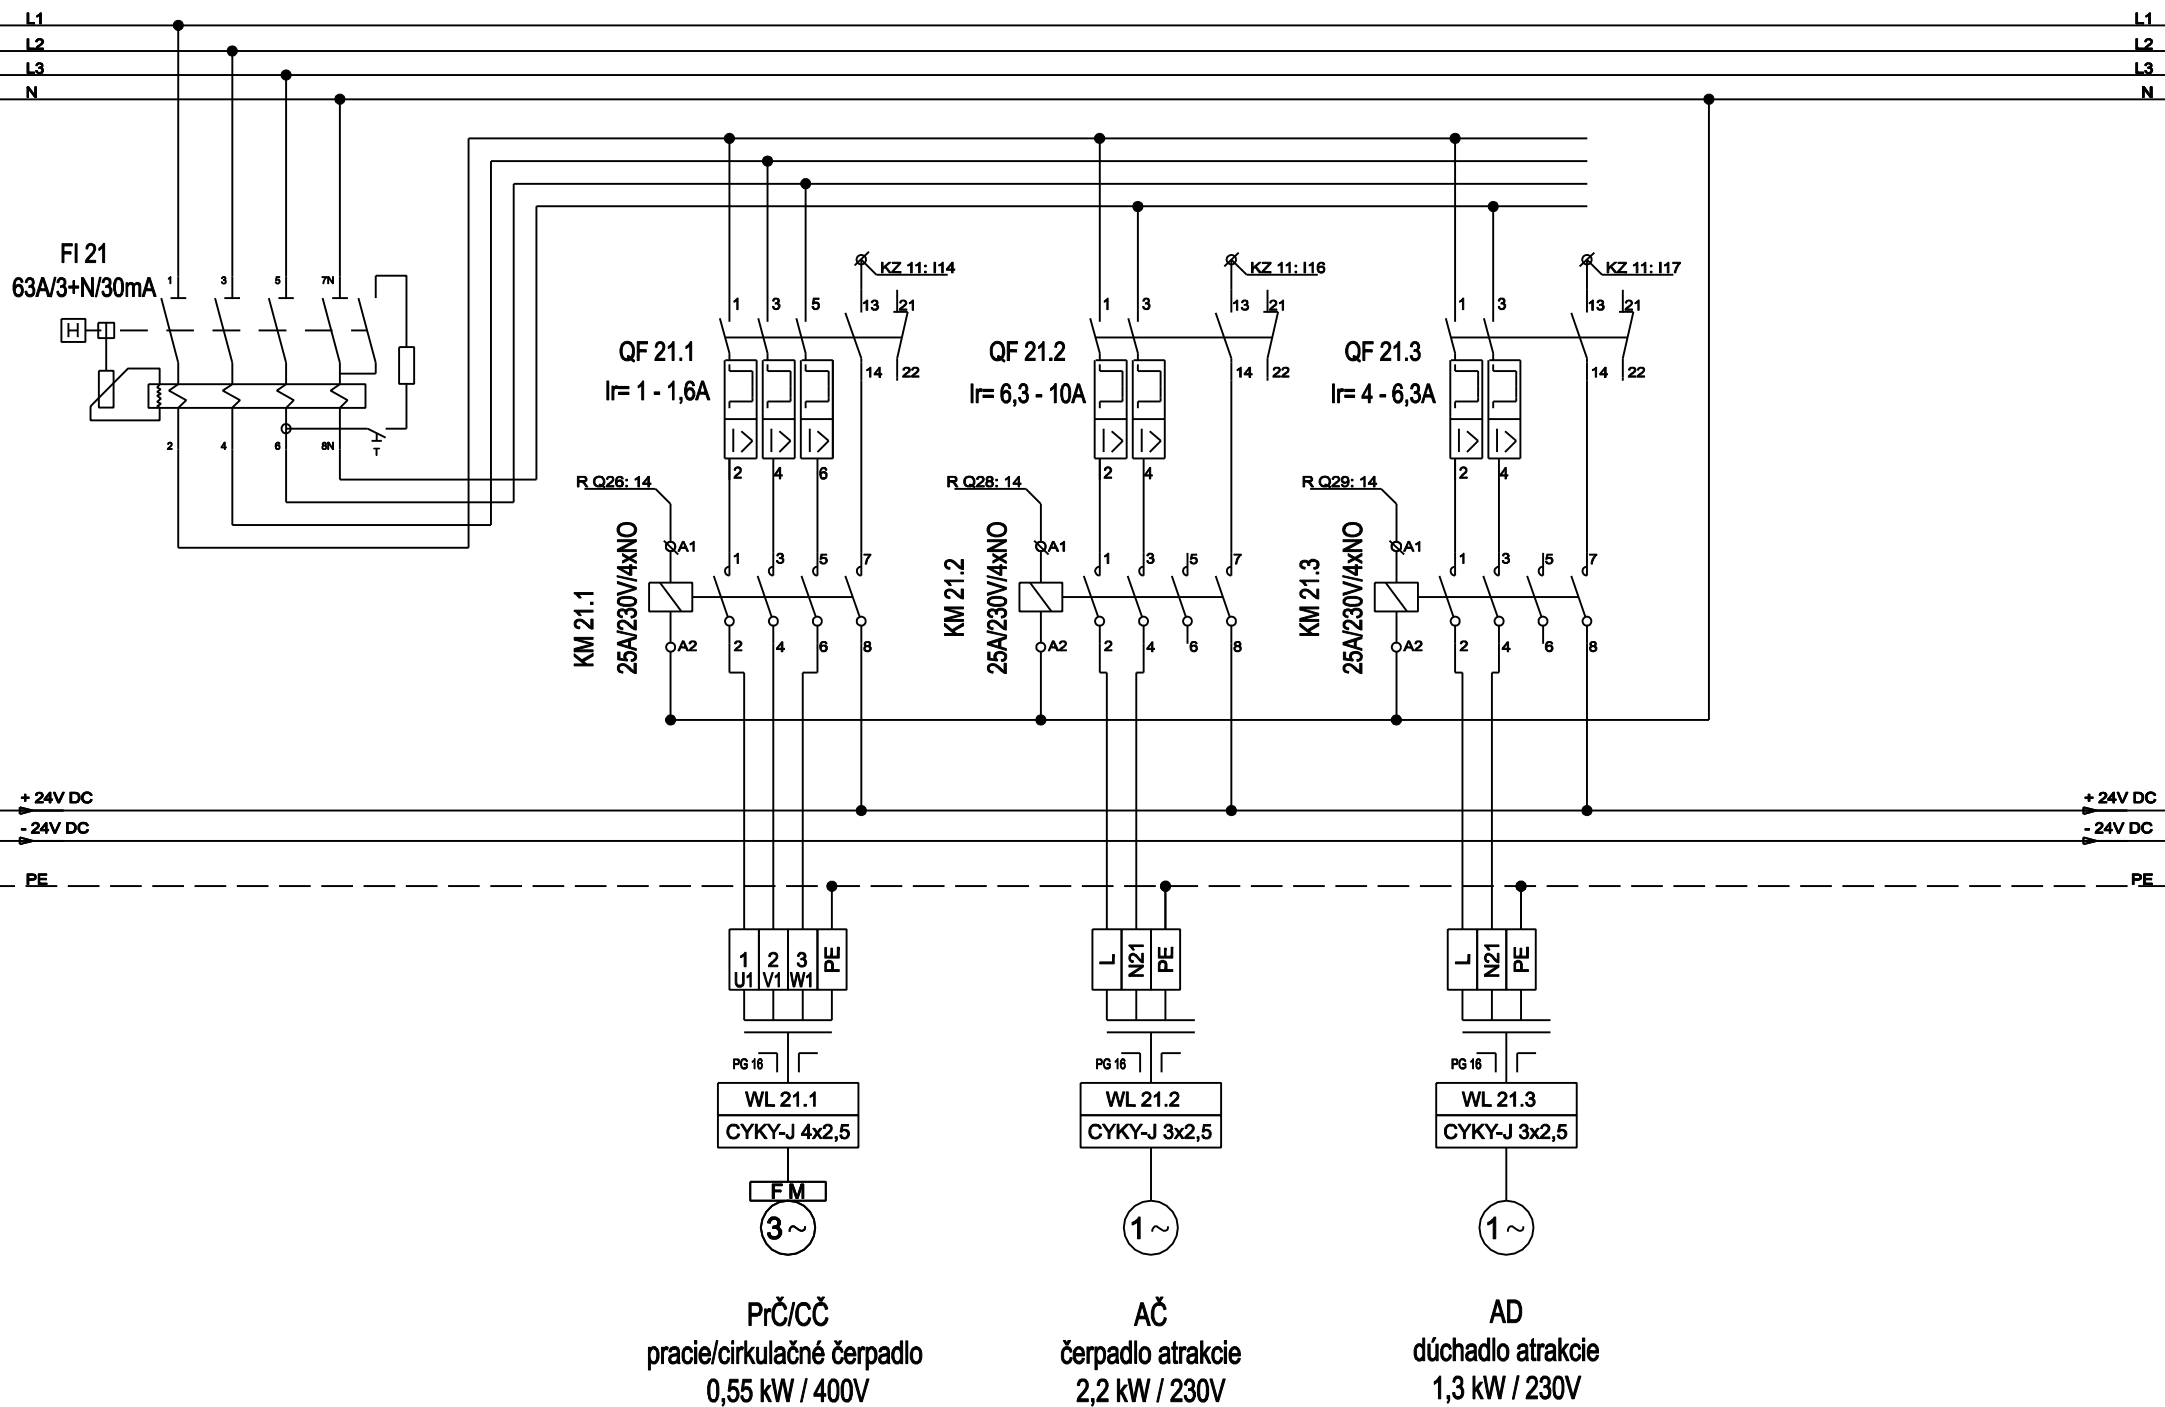 L1 L1
L2 L2
L3 L3
N N
FI 21
63A/3+N/30mA
1 3 5 7N
H
2 4 6 8N
T
KZ 11: I14 KZ 11: I16 KZ 11: I17
1 3 5 13 21 1 3 13 21 1 3 13 21
QF 21.1 QF 21.2 QF 21.3
14 22 14 22 14 22
Ir= 1 - 1,6A Ir= 6,3 - 10A Ir= 4 - 6,3A
I> I> I> I> I> I> I>
2 4 6 2 4 2 4
R Q26: 14 R Q28: 14 R Q29: 14
KM 21.1
25A/230V/4xNO
A1 1 3 5 7
A2 2 4 6 8
KM 21.2
25A/230V/4xNO
A1 1 3 5 7
A2 2 4 6 8
KM 21.3
25A/230V/4xNO
A1 1 3 5 7
A2 2 4 6 8
+ 24V DC + 24V DC
- 24V DC - 24V DC
PE PE
1 2 3 PE L N21 PE L N21 PE
U1 V1 W1
PG 16 PG 16 PG 16
WL 21.1 WL 21.2 WL 21.3
CYKY-J 4x2,5 CYKY-J 3x2,5 CYKY-J 3x2,5
F M
3 ~ 1 ~ 1 ~
PrČ/CČ
pracie/cirkulačné čerpadlo
0,55 kW / 400V
AČ
čerpadlo atrakcie
2,2 kW / 230V
AD
dúchadlo atrakcie
1,3 kW / 230V